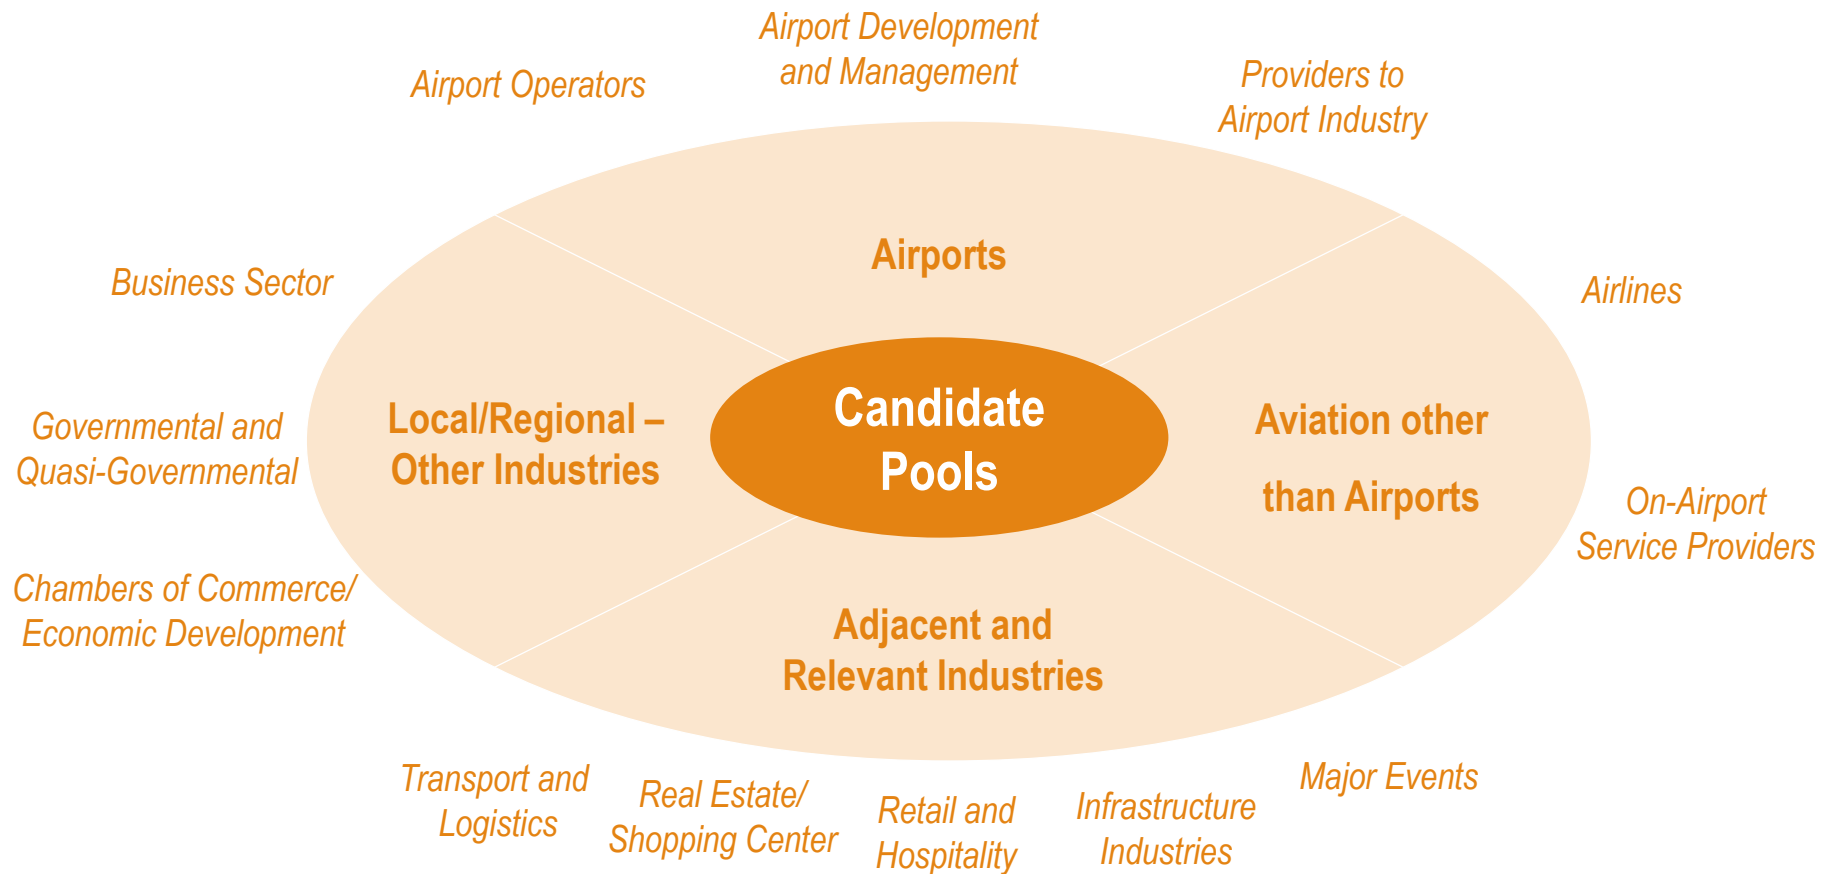 Airport Development
and Management
Airport Operators
Providers to
Airport Industry
Airports
Business Sector
Airlines
Candidate
Pools
Local/Regional –
Other Industries
Aviation other
than Airports
Governmental and
Quasi-Governmental
On-Airport
Service Providers
Chambers of Commerce/
Economic Development
Adjacent and
Relevant Industries
Transport and
Logistics
Real Estate/
Shopping Center
Retail and
Hospitality
Infrastructure
Industries
Major Events